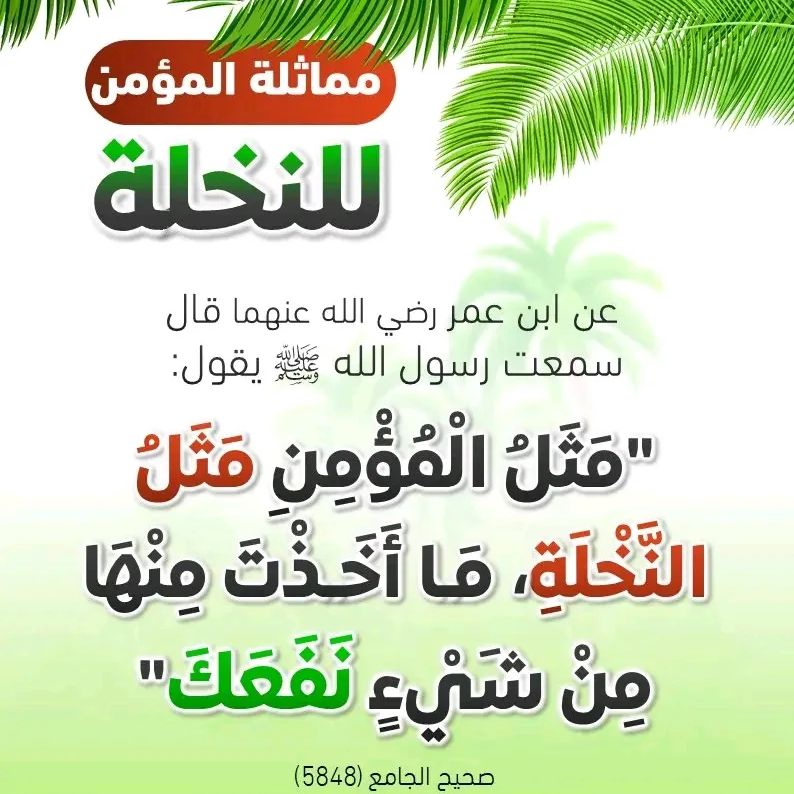 مماثلة المؤمن
للنخلة
عن ابن عمر رضي الله عنهما قال
سمعت رسول الله ﷺ يقول:
"مَثَلُ الْمُؤْمِنِ مَثَلُ
النَّخْلَةِ، مَا أَخَذْتَ مِنْهَا
مِنْ شَيْءٍ نَفَعَكَ"
صحيح الجامع (5848)